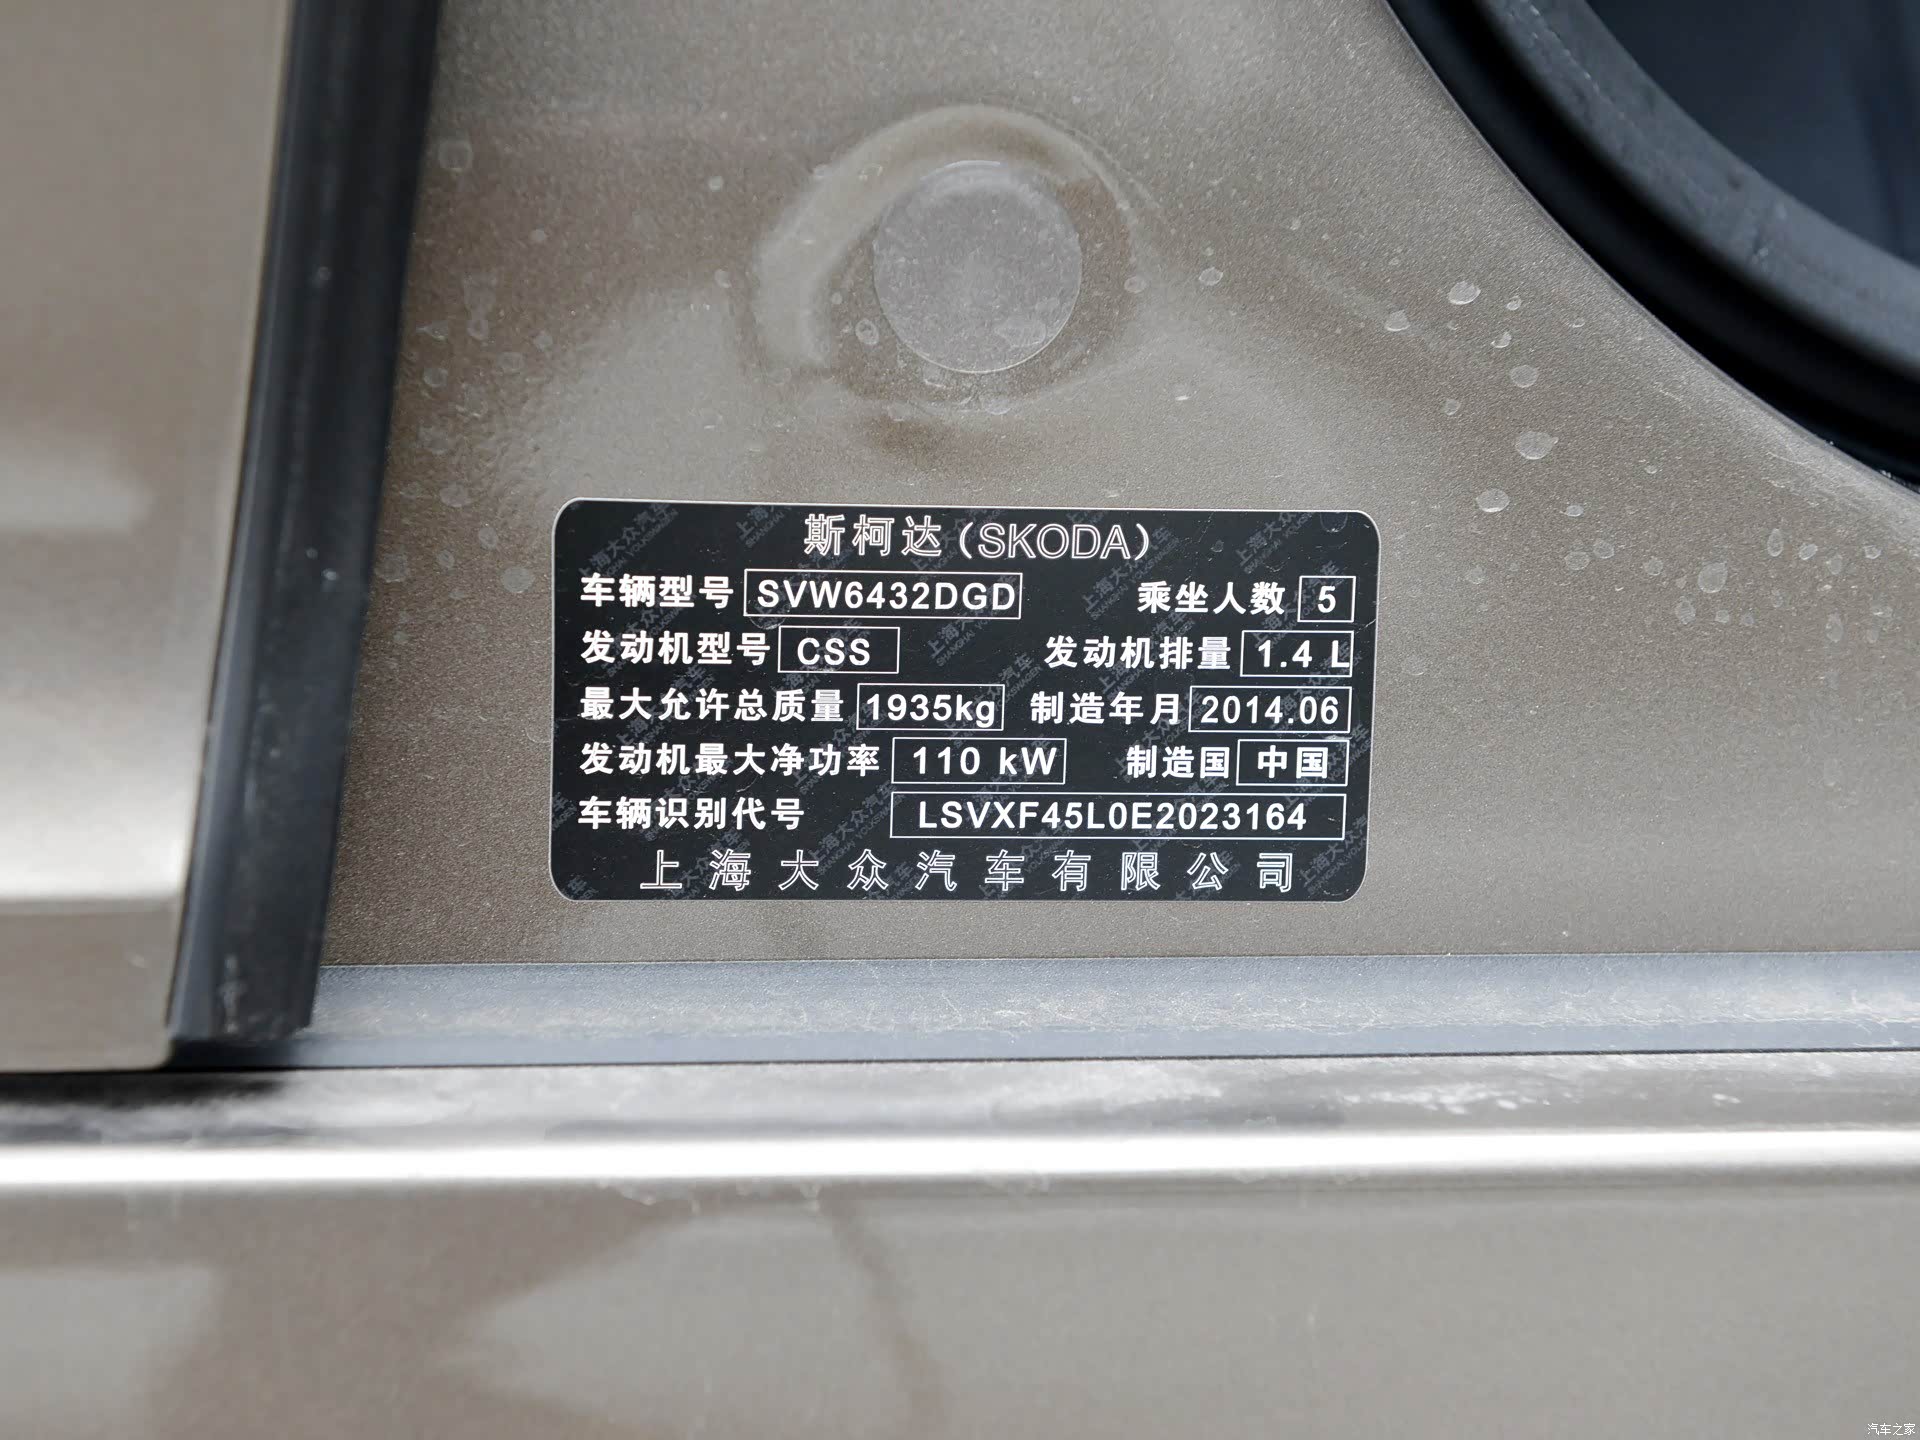 斯柯达(SKODA)
车辆型号 SVW6432DGD 乘坐人数 5
发动机型号 CSS 发动机排量 1.4 L
最大允许总质量 1935kg 制造年月 2014.06
发动机最大净功率 110 kW 制造国 中国
车辆识别代号 LSVXF45L0E2023164
上海大众汽车有限公司
汽车之家